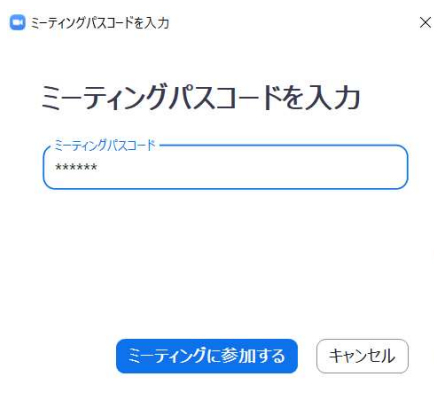 ミーティングパスコードを入力
ミーティングパスコードを入力
ミーティングパスコード
******
ミーティングに参加する
キャンセル